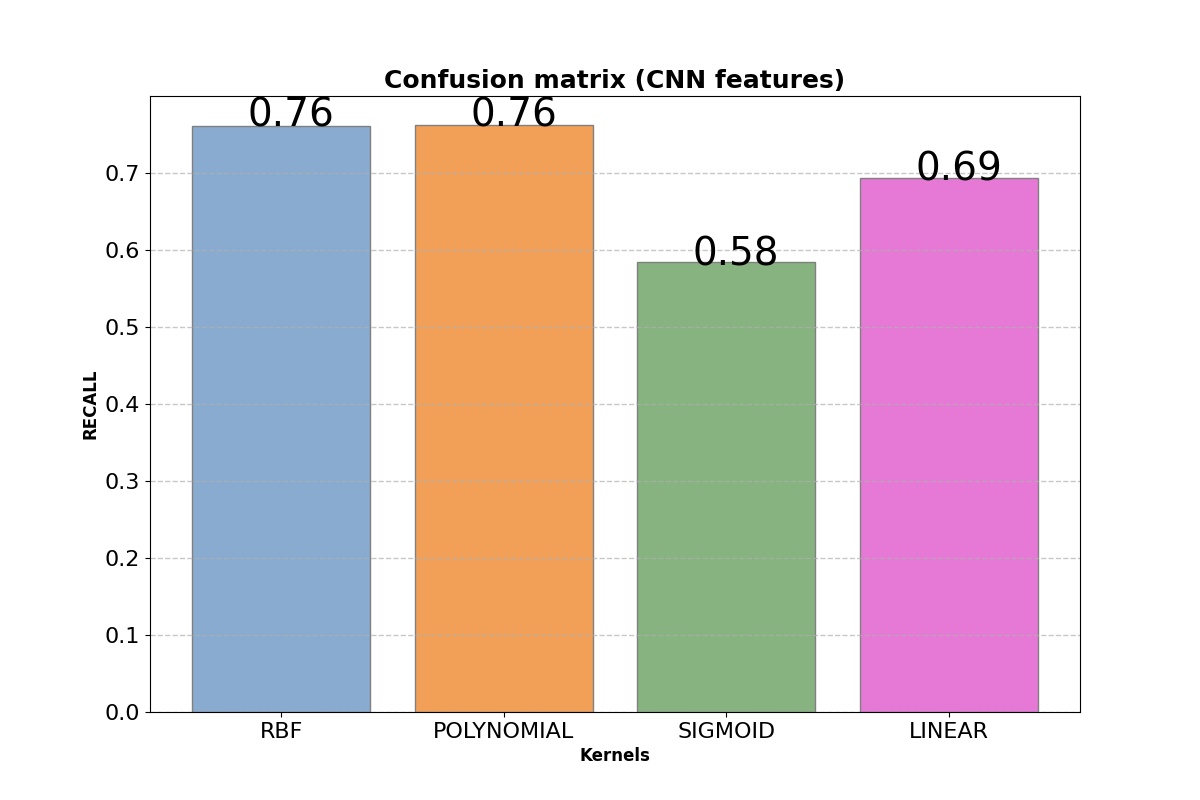 Confusion matrix (CNN features)
0.76
0.76
0.58
0.69
RECALL
0.7
0.6
0.5
0.4
0.3
0.2
0.1
0.0
RBF
POLYNOMIAL
SIGMOID
LINEAR
Kernels